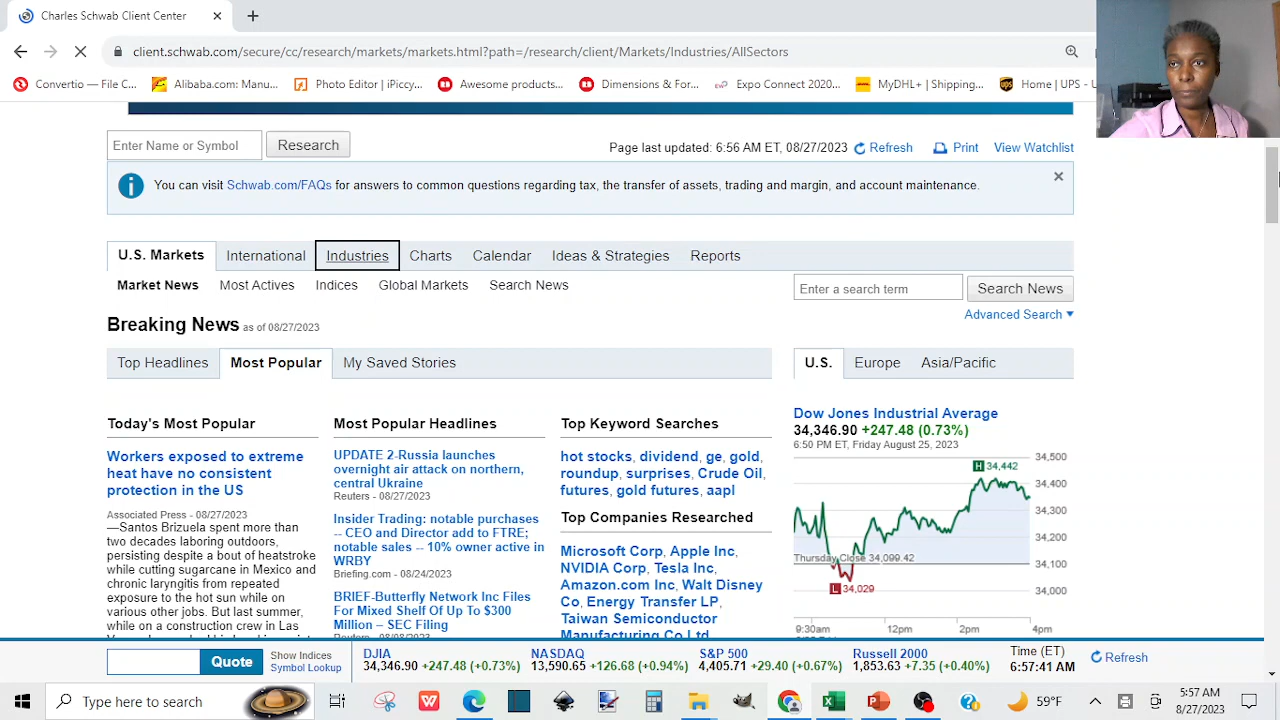 Charles Schwab Client Center
client.schwab.com/secure/cc/research/markets/markets.html?path=/research/client/Markets/Industries/AllSectors
Convertio — File C...
Alibaba.com: Manu...
Photo Editor | iFiccy...
Awesome products...
Dimensions & For...
Expo Connect 2020...
MyDHL+ | Shipping...
Home | UPS -
Enter Name or Symbol
Research
Page last updated: 6:56 AM ET, 08/27/2023
Refresh
Print
View Watchlist
You can visit Schwab.com/FAQs for answers to common questions regarding tax, the transfer of assets, trading and margin, and account maintenance.
U.S. Markets
International
Industries
Charts
Calendar
Ideas & Strategies
Reports
Market News
Most Actives
Indices
Global Markets
Search News
Enter a search term
Search News
Advanced Search
Breaking News as of 08/27/2023
Top Headlines
Most Popular
My Saved Stories
U.S.
Europe
Asia/Pacific
Today's Most Popular
Workers exposed to extreme
heat have no consistent
protection in the US
Associated Press - 08/27/2023
—Santos Brizuela spent more than
two decades laboring outdoors,
persisting despite a bout of heatstroke
whilecutting sugarcane in Mexico and
chronic laryngitis from repeated
exposure to the hot sun while on
various other jobs. But last summer,
while on a construction crew in Las
Most Popular Headlines
UPDATE 2-Russia launches
overnight air attack on northern,
central Ukraine
Reuters - 08/27/2023
Insider Trading: notable purchases
-- CEO and Director add to FTRE;
notable sales -- 10% owner active in
WRBY
Briefing.com - 08/24/2023
BRIEF-Butterfly Network Inc Files
For Mixed Shelf Of Up To $300
Million – SEC Filing
Top Keyword Searches
hot stocks, dividend, ge, gold,
roundup, surprises, Crude Oil,
futures, gold futures, aapl
Top Companies Researched
Microsoft Corp, Apple Inc,
NVIDIA Corp, Tesla Inc,
Amazon.com Inc, Walt Disney
Co, Energy Transfer LP,
Taiwan Semiconductor
Manufacturing Co Ltd
Dow Jones Industrial Average
34,346.90 +247.48 (0.73%)
6:50 PM ET, Friday August 25, 2023
H 34,442
34,500
34,400
34,300
34,200
34,100
34,000
Thursday Close 34,099.42
L 34,029
9:30am
12pm
2pm
4pm
Quote
Show Indices
Symbol Lookup
DJIA
34,346.90 +247.48 (+0.73%)
NASDAQ
13,590.65 +126.68 (+0.94%)
S&P 500
4,405.71 +29.40 (+0.67%)
Russell 2000
1,853.63 +7.35 (+0.40%)
Time (ET)
6:57:41 AM
Refresh
Type here to search
59°F
5:57 AM
8/27/2023